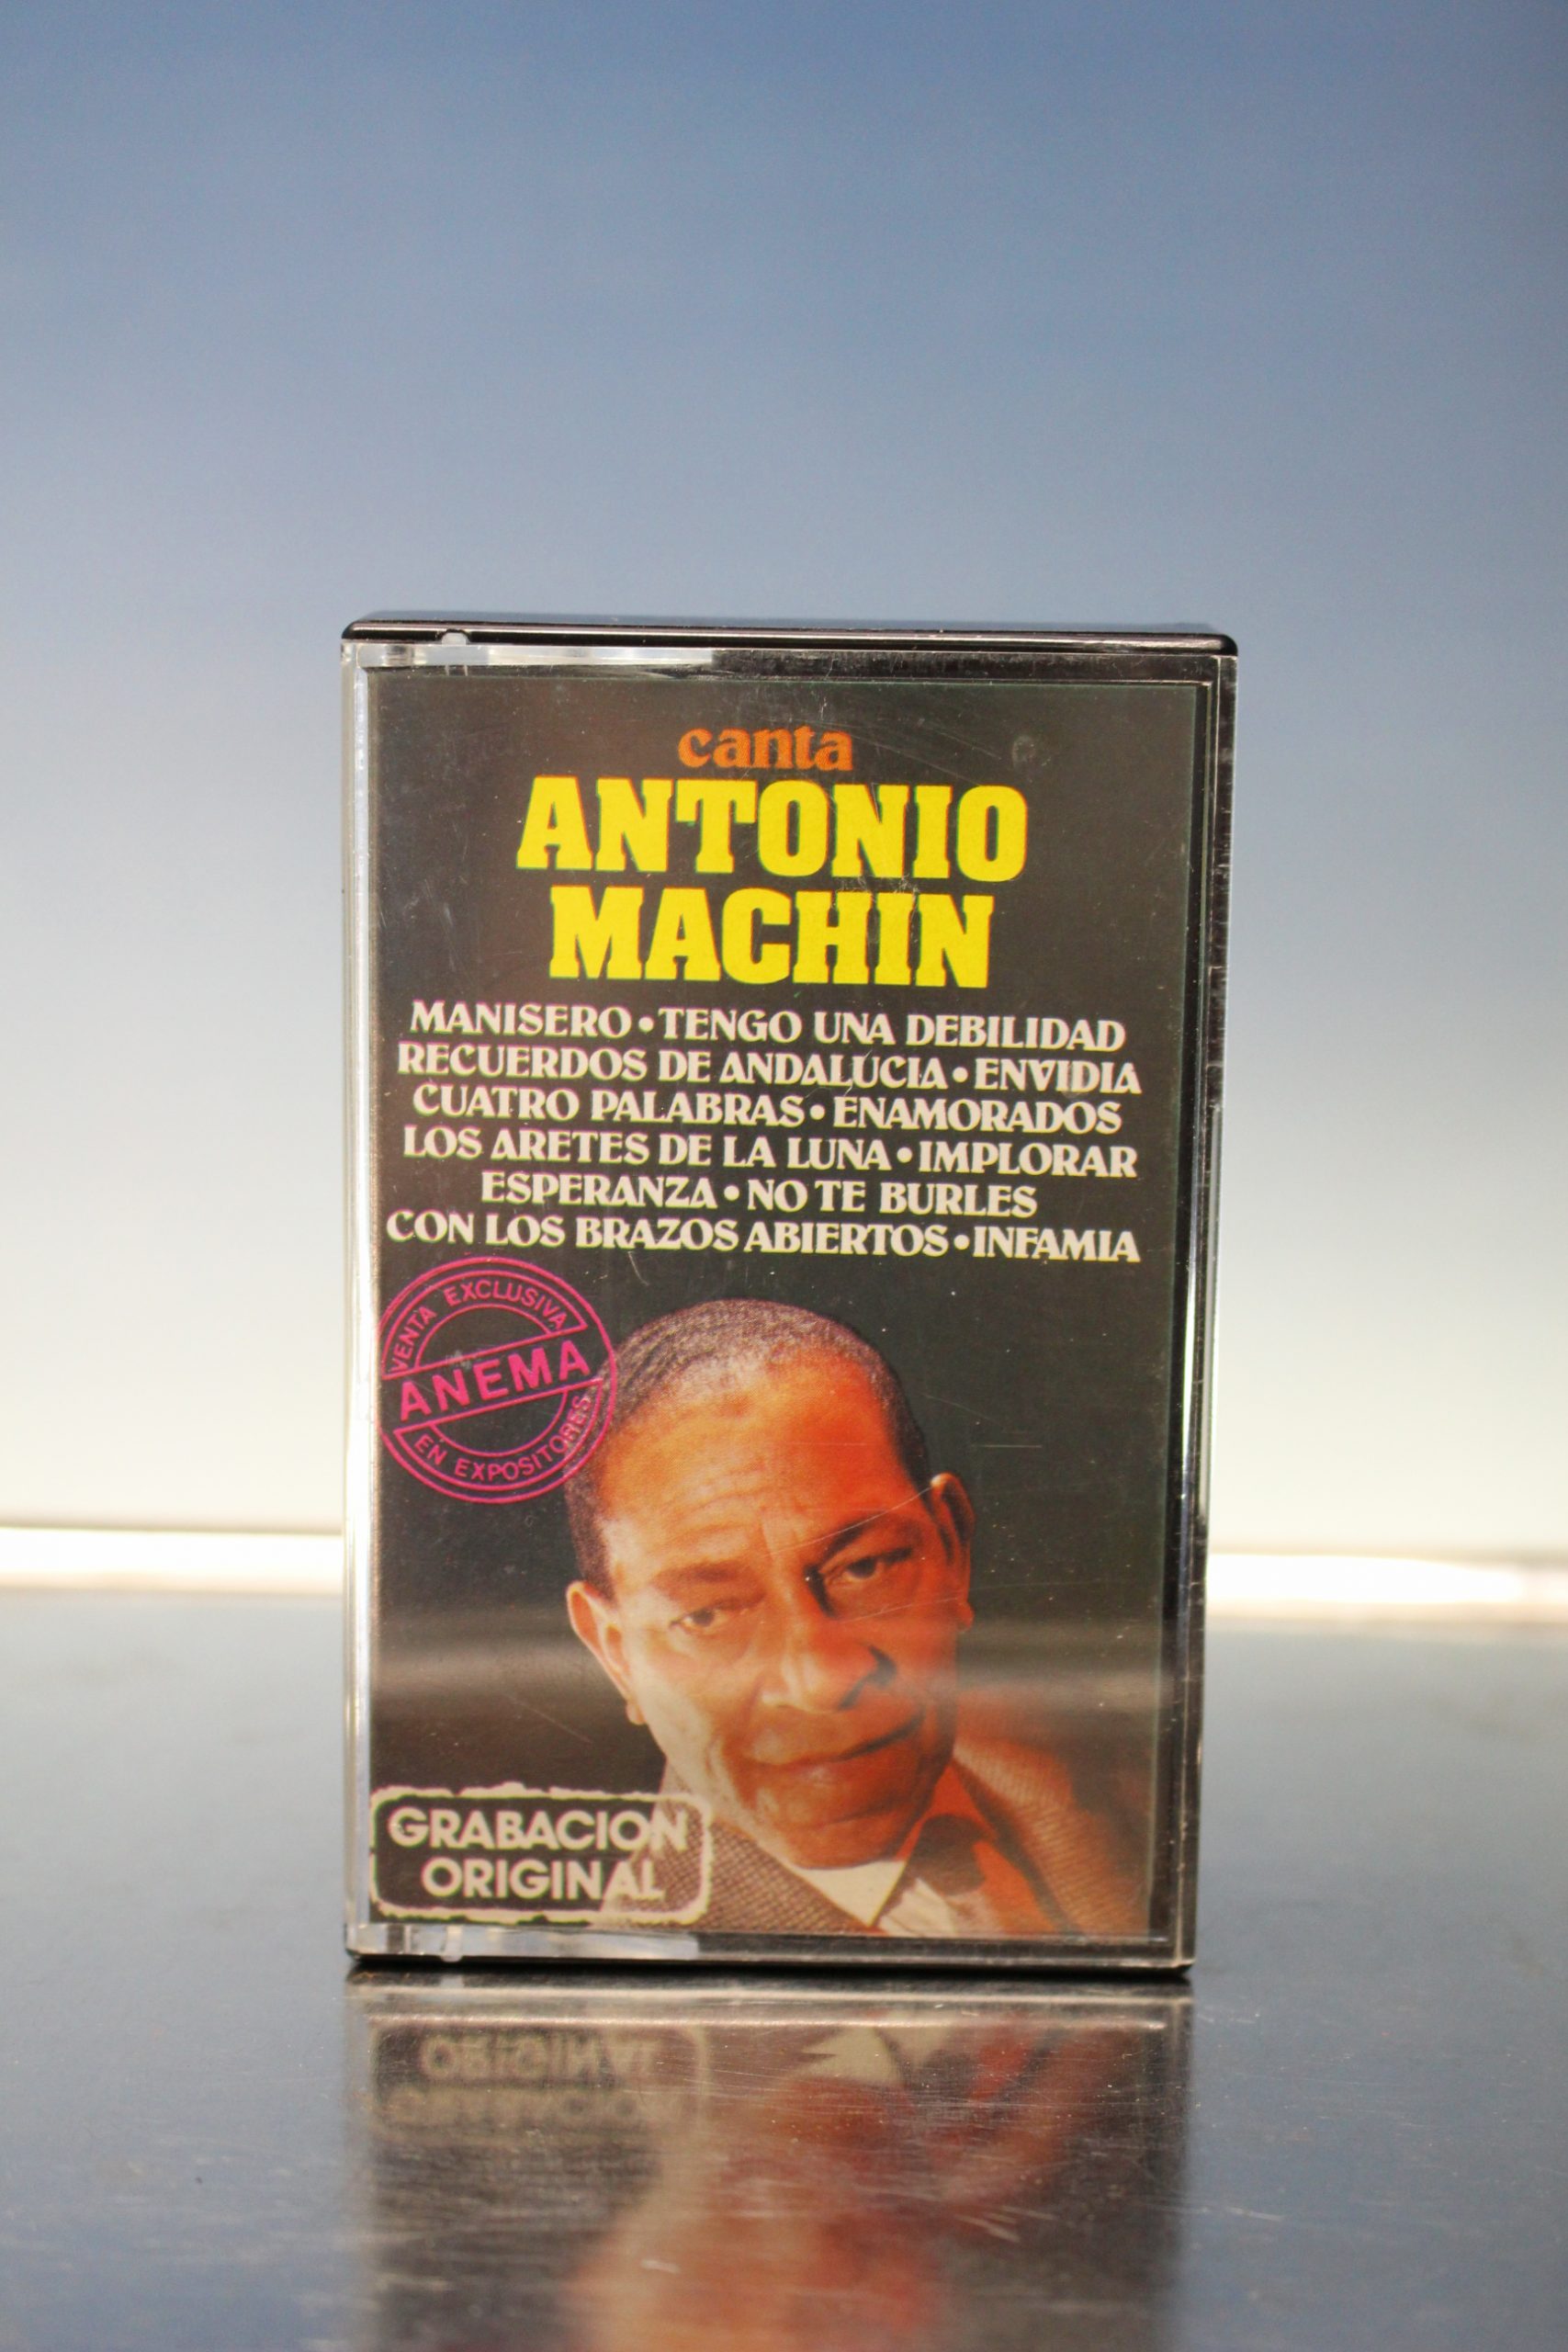 canta
ANTONIO
MACHIN
MANISERO • TENGO UNA DEBILIDAD
RECUERDOS DE ANDALUCIA • ENVIDIA
CUATRO PALABRAS • ENAMORADOS
LOS ARETES DE LA LUNA • IMPLORAR
ESPERANZA • NO TE BURLES
CON LOS BRAZOS ABIERTOS • INFAMIA
VENTA EXCLUSIVA
ANEMA
EN EXPOSITORES
GRABACION
ORIGINAL